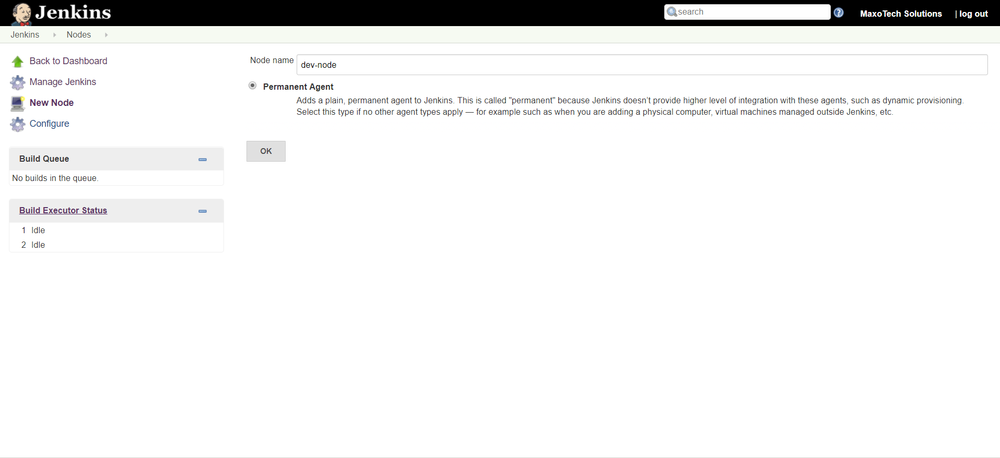 Jenkins
search
MaxoTech Solutions
| log out
Jenkins
Nodes
Back to Dashboard
Manage Jenkins
New Node
Configure
Build Queue
No builds in the queue.
Build Executor Status
1 Idle
2 Idle
Node name
dev-node
Permanent Agent
Adds a plain, permanent agent to Jenkins. This is called "permanent" because Jenkins doesn’t provide higher level of integration with these agents, such as dynamic provisioning.
Select this type if no other agent types apply — for example such as when you are adding a physical computer, virtual machines managed outside Jenkins, etc.
OK